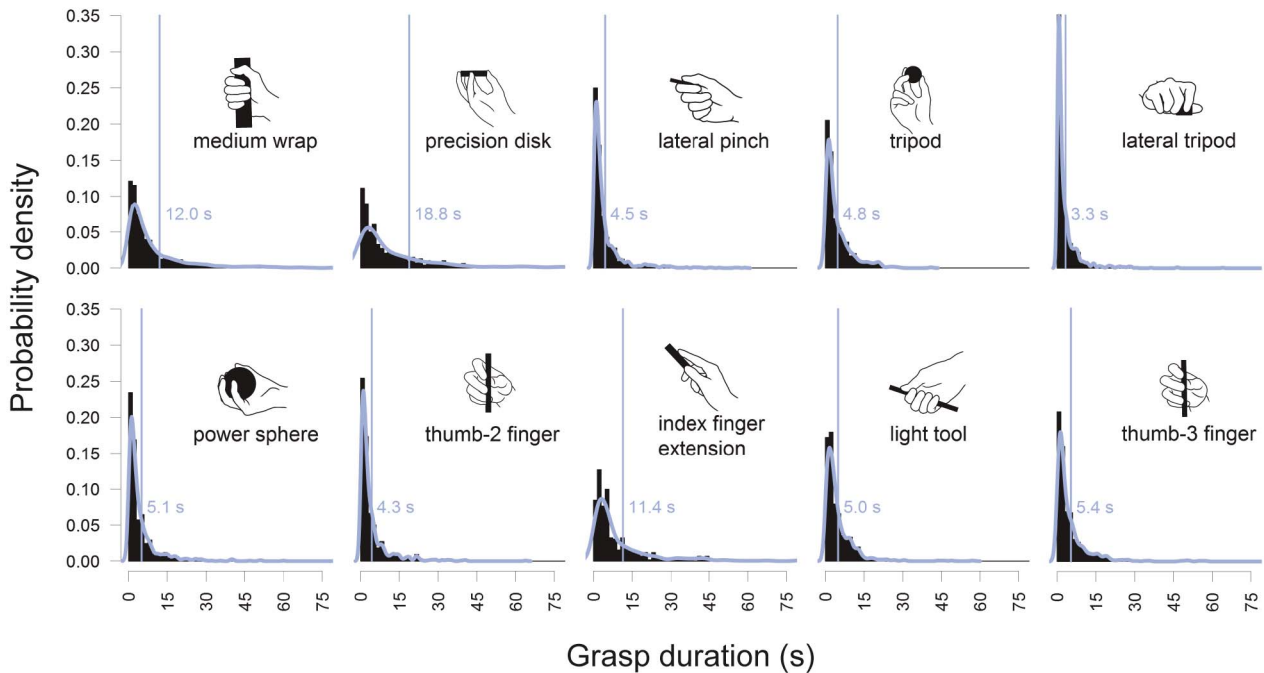 Probability density
0.35
0.30
0.25
0.20
0.15
0.10
0.05
0.00
medium wrap
12.0 s
precision disk
18.8 s
lateral pinch
4.5 s
tripod
4.8 s
lateral tripod
3.3 s
0.35
0.30
0.25
0.20
0.15
0.10
0.05
0.00
power sphere
5.1 s
thumb-2 finger
4.3 s
index finger
extension
11.4 s
light tool
5.0 s
thumb-3 finger
5.4 s
0 15 30 45 60 75
0 15 30 45 60 75
0 15 30 45 60 75
0 15 30 45 60 75
0 15 30 45 60 75
Grasp duration (s)